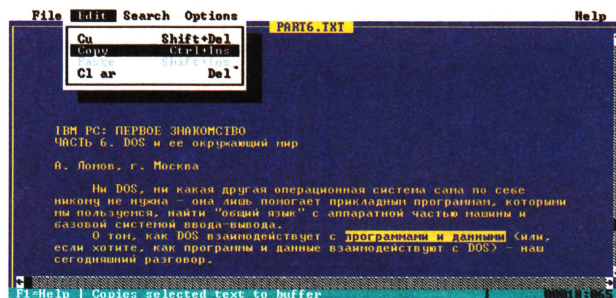 File Edit Search Options Help
PART6.TXT
Cu Shift+Del
Copy Ctrl+Ins
Paste Shift+Ins
Cl ar Del
IBM PC: ПЕРВОЕ ЗНАКОМСТВО
ЧАСТЬ 6. DOS и ее окружающий мир
А. Ломов, г. Москва
Ни DOS, ни какая другая операционная система сама по себе
никому не нужна - она лишь помогает прикладным программам, которыми
мы пользуемся, найти "общий язык" с аппаратной частью машины и
базовой системой ввода-вывода.
О том, как DOS взаимодействует с программами и данными (или,
если хотите, как программы и данные взаимодействуют с DOS) - наш
сегодняшний разговор.
F1=Help | Copies selected text to buffer